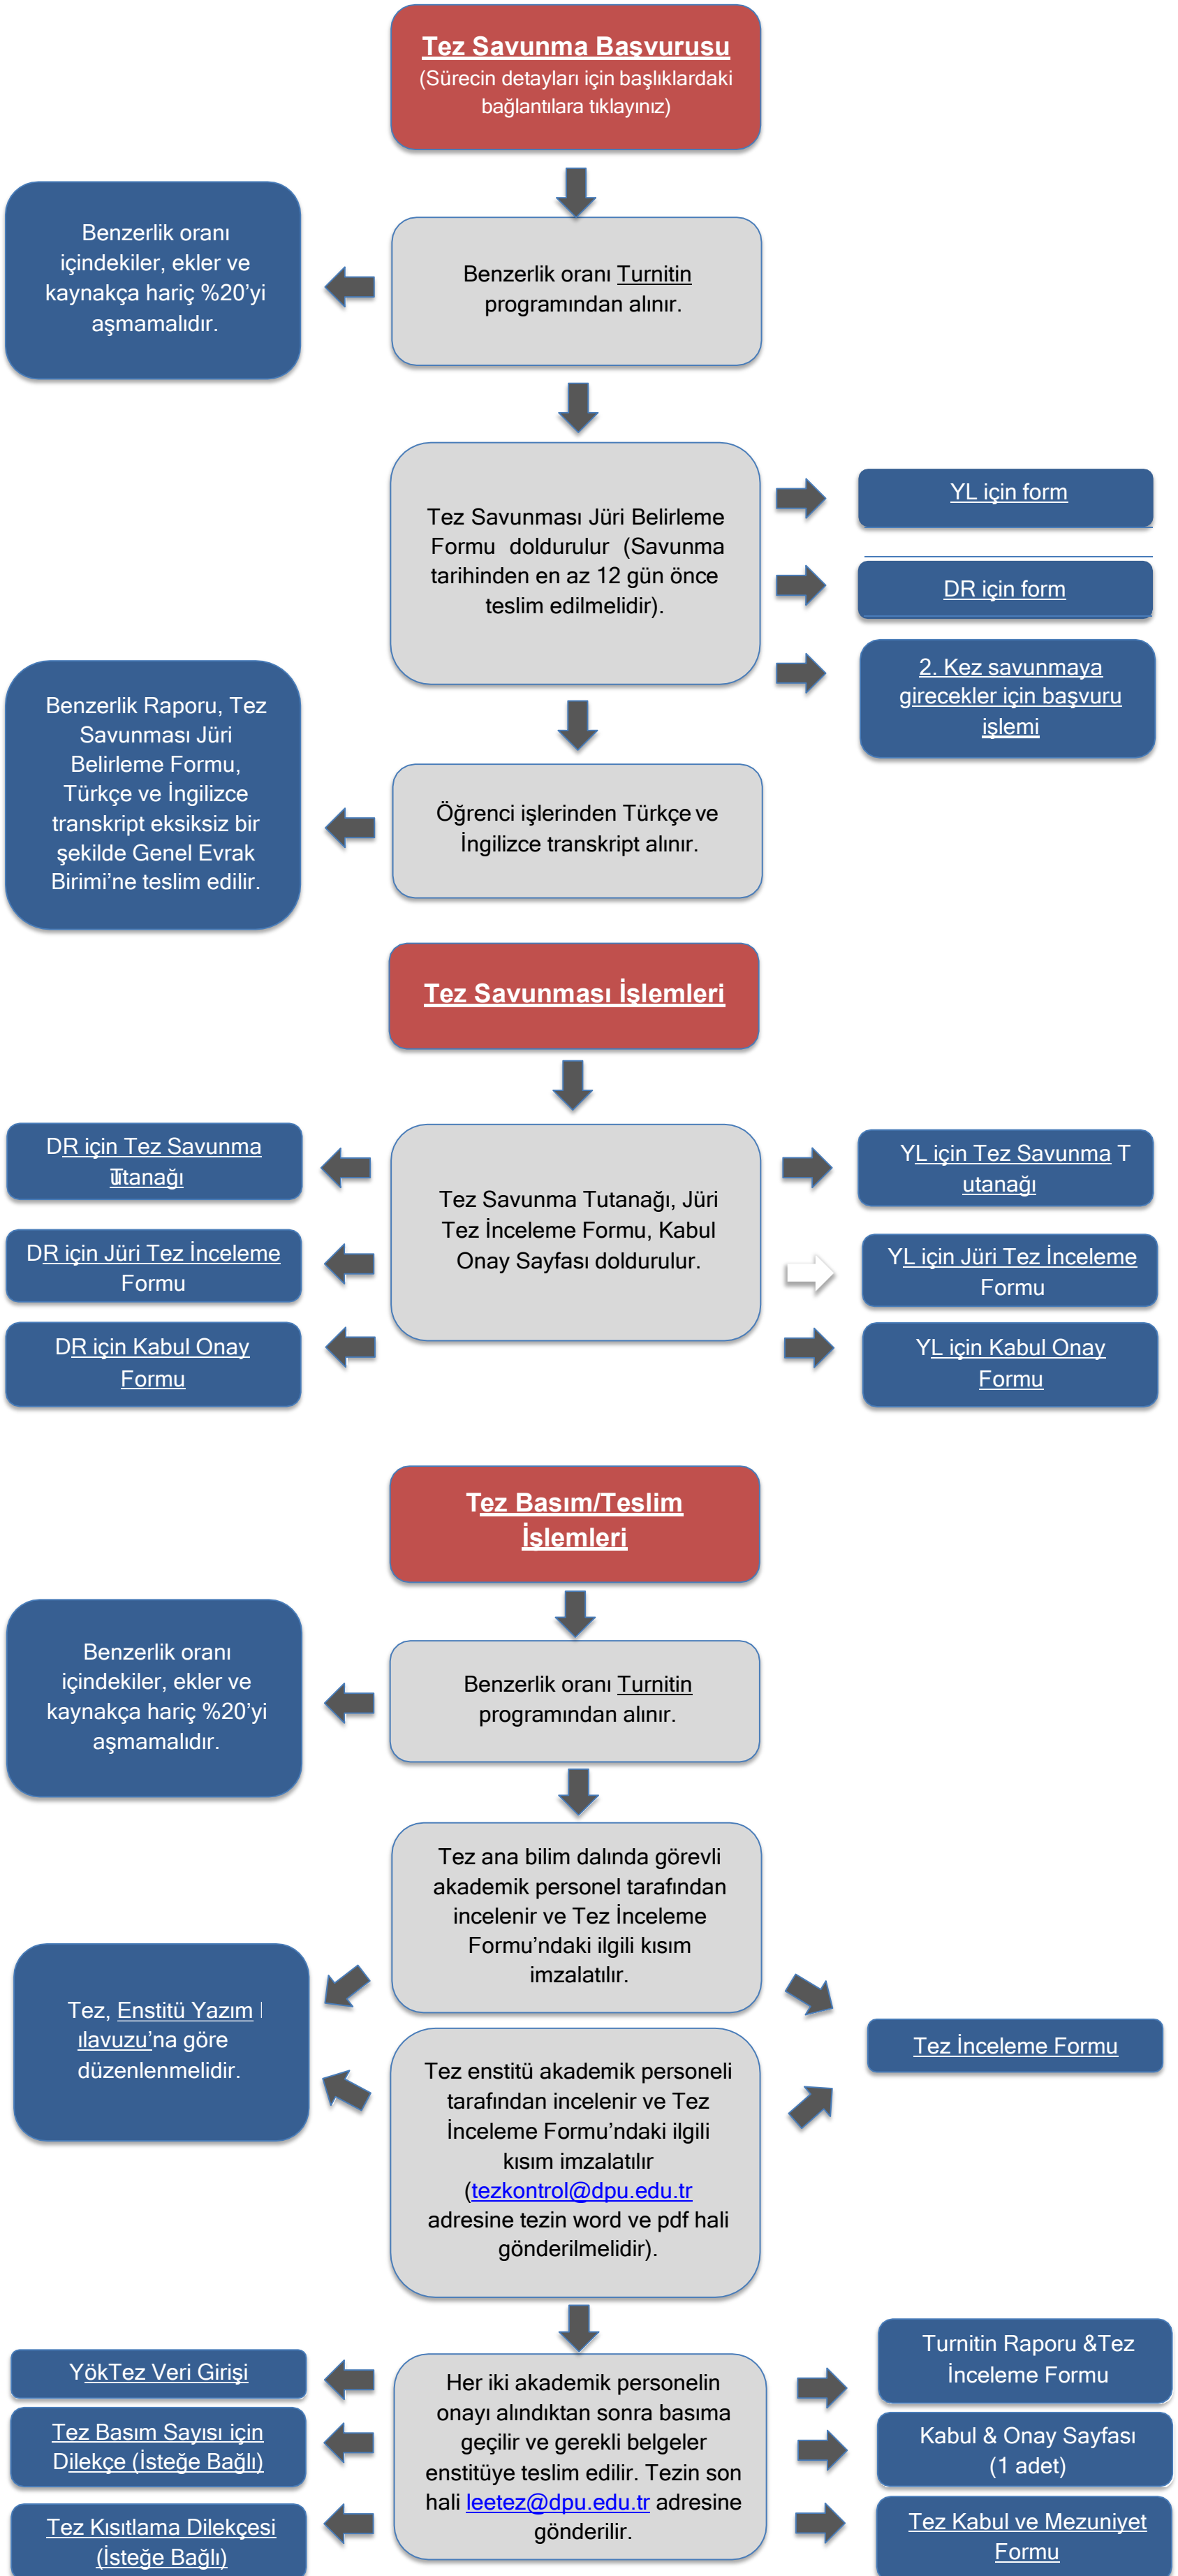 Tez Savunma Başvurusu
(Sürecin detayları için başlıklardaki
bağlantılara tıklayınız)
Benzerlik oranı
içindekiler, ekler ve
kaynakça hariç %20’yi
aşmamalıdır.
Benzerlik oranı Turnitin
programından alınır.
Tez Savunması Jüri Belirleme
Formu doldurulur (Savunma
tarihinden en az 12 gün önce
teslim edilmelidir).
YL için form
DR için form
2. Kez savunmaya
girecekler için başvuru
işlemi
Benzerlik Raporu, Tez
Savunması Jüri
Belirleme Formu,
Türkçe ve İngilizce
transkript eksiksiz bir
şekilde Genel Evrak
Birimi’ne teslim edilir.
Öğrenci işlerinden Türkçe ve
İngilizce transkript alınır.
Tez Savunması İşlemleri
DR için Tez Savunma
Tutanağı
DR için Jüri Tez İnceleme
Formu
DR için Kabul Onay
Formu
Tez Savunma Tutanağı, Jüri
Tez İnceleme Formu, Kabul
Onay Sayfası doldurulur.
YL için Tez Savunma T
utanağı
YL için Jüri Tez İnceleme
Formu
YL için Kabul Onay
Formu
Tez Basım/Teslim
İşlemleri
Benzerlik oranı
içindekiler, ekler ve
kaynakça hariç %20’yi
aşmamalıdır.
Benzerlik oranı Turnitin
programından alınır.
Tez ana bilim dalında görevli
akademik personel tarafından
incelenir ve Tez İnceleme
Formu’ndaki ilgili kısım
imzalatılır.
Tez, Enstitü Yazım
ılavuzu’na göre
düzenlenmelidir.
Tez İnceleme Formu
Tez enstitü akademik personeli
tarafından incelenir ve Tez
İnceleme Formu’ndaki ilgili
kısım imzalatılır
(tezkontrol@dpu.edu.tr
adresine tezin word ve pdf hali
gönderilmelidir).
YökTez Veri Girişi
Tez Basım Sayısı için
Dilekçe (İsteğe Bağlı)
Tez Kısıtlama Dilekçesi
(İsteğe Bağlı)
Her iki akademik personelin
onayı alındıktan sonra basıma
geçilir ve gerekli belgeler
enstitüye teslim edilir. Tezin son
hali leetez@dpu.edu.tr adresine
gönderilir.
Turnitin Raporu &Tez
İnceleme Formu
Kabul & Onay Sayfası
(1 adet)
Tez Kabul ve Mezuniyet
Formu